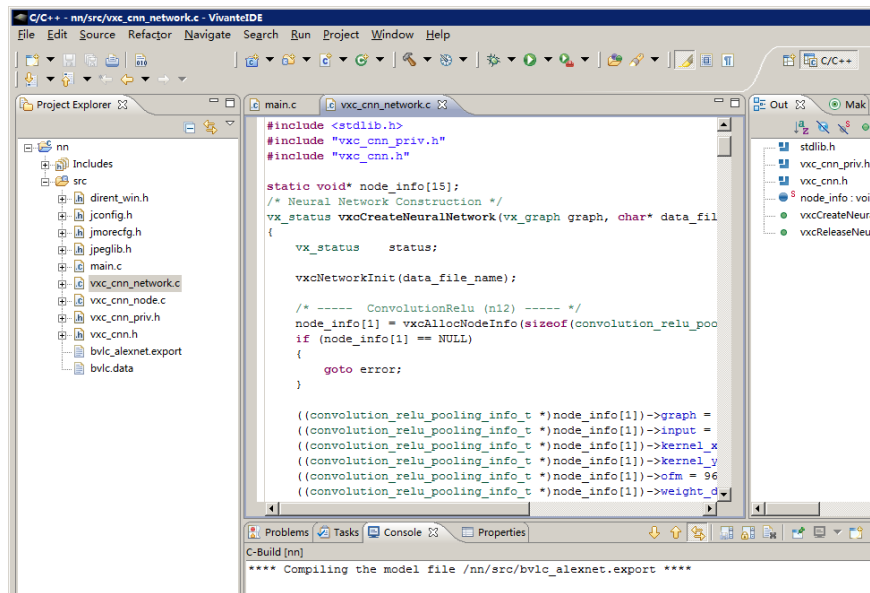 C/C++ - nn/src/vxc_cnn_network.c - VivanteIDE
File Edit Source Refactor Navigate Search Run Project Window Help
C/C++
Project Explorer
nn
Includes
src
dirent_win.h
jconfig.h
jmorecfg.h
jpeglib.h
main.c
vxc_cnn_network.c
vxc_cnn_node.c
vxc_cnn_priv.h
vxc_cnn.h
bvlc_alexnet.export
bvlc.data
main.c vxc_cnn_network.c
#include <stdlib.h>
#include "vxc_cnn_priv.h"
#include "vxc_cnn.h"
static void* node_info[15];
/* Neural Network Construction */
vx_status vxcCreateNeuralNetwork(vx_graph graph, char* data_fil
{
vx_status status;
vxcNetworkInit(data_file_name);
/* ----- ConvolutionRelu (n12) ----- */
node_info[1] = vxcAllocNodeInfo(sizeof(convolution_relu_poo
if (node_info[1] == NULL)
{
goto error;
}
((convolution_relu_pooling_info_t *)node_info[1])->graph =
((convolution_relu_pooling_info_t *)node_info[1])->input =
((convolution_relu_pooling_info_t *)node_info[1])->kernel_x
((convolution_relu_pooling_info_t *)node_info[1])->kernel_y
((convolution_relu_pooling_info_t *)node_info[1])->ofm = 96
((convolution_relu_pooling_info_t *)node_info[1])->weight_d
Out Mak
stdlib.h
vxc_cnn_priv.h
vxc_cnn.h
node_info : voi
vxcCreateNeur
vxcReleaseNeu
Problems Tasks Console Properties
C-Build [nn]
**** Compiling the model file /nn/src/bvlc_alexnet.export ****